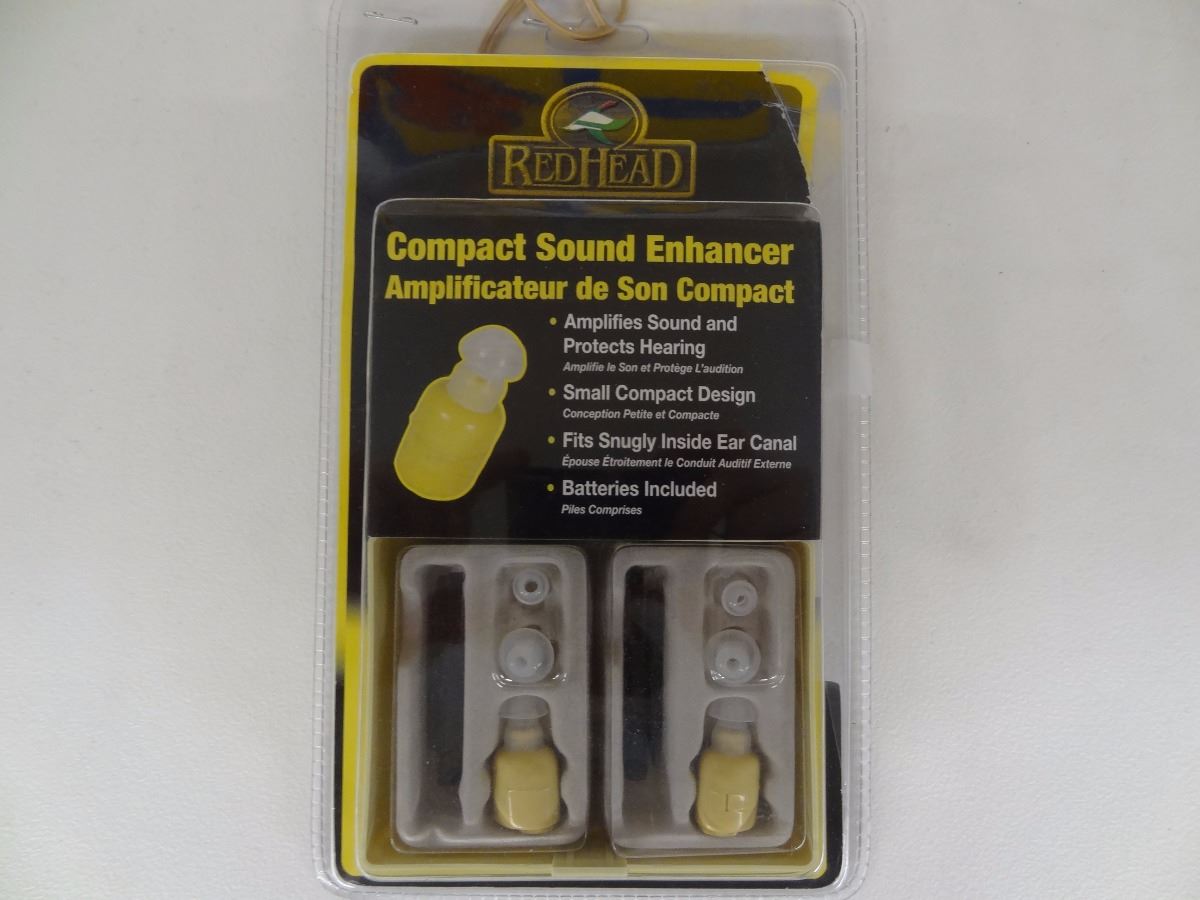 REDHEAD
Compact Sound Enhancer
Amplificateur de Son Compact
• Amplifies Sound and
Protects Hearing
Amplifie le Son et Protège L'audition
• Small Compact Design
Conception Petite et Compacte
• Fits Snugly Inside Ear Canal
Épouse Étroitement le Conduit Auditif Externe
• Batteries Included
Piles Comprises